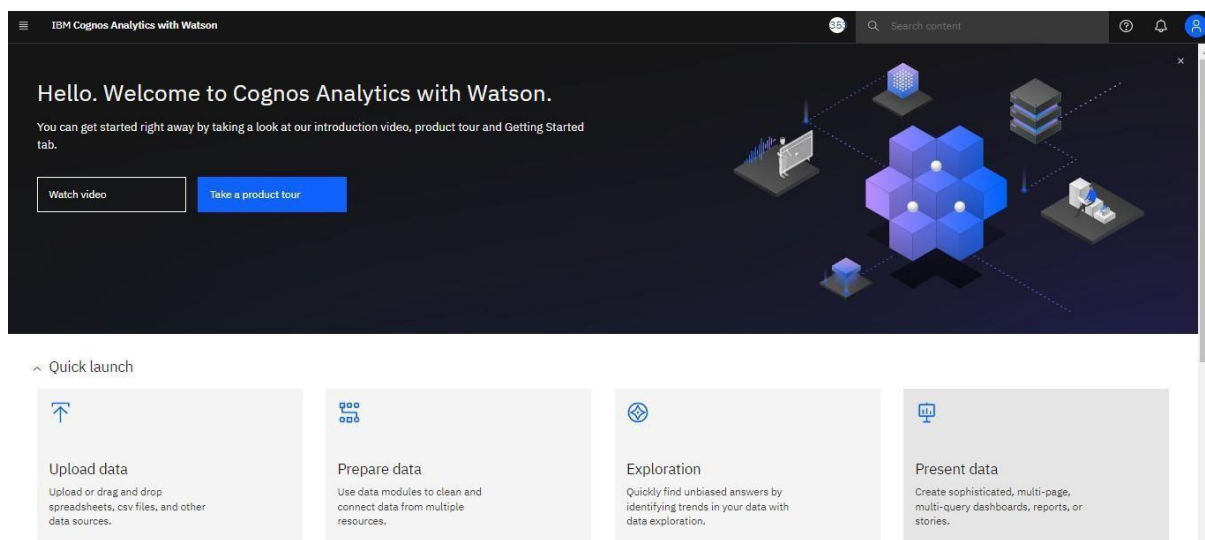 IBM Cognos Analytics with Watson
35
Search content
Hello. Welcome to Cognos Analytics with Watson.
You can get started right away by taking a look at our introduction video, product tour and Getting Started
tab.
Watch video
Take a product tour
Quick launch
Upload data
Upload or drag and drop
spreadsheets, csv files, and other
data sources.
Prepare data
Use data modules to clean and
connect data from multiple
resources.
Exploration
Quickly find unbiased answers by
identifying trends in your data with
data exploration.
Present data
Create sophisticated, multi-page,
multi-query dashboards, reports, or
stories.